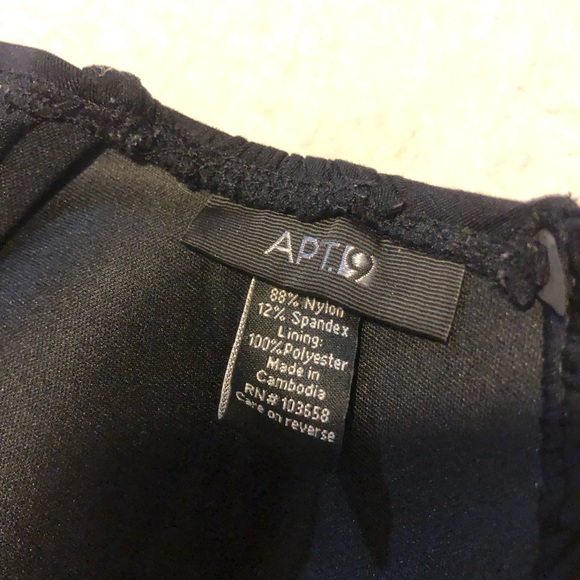 APT.9
88% Nylon
12% Spandex
Lining:
100%Polyester
Made in
Cambodia
RN# 103658
Care on reverse